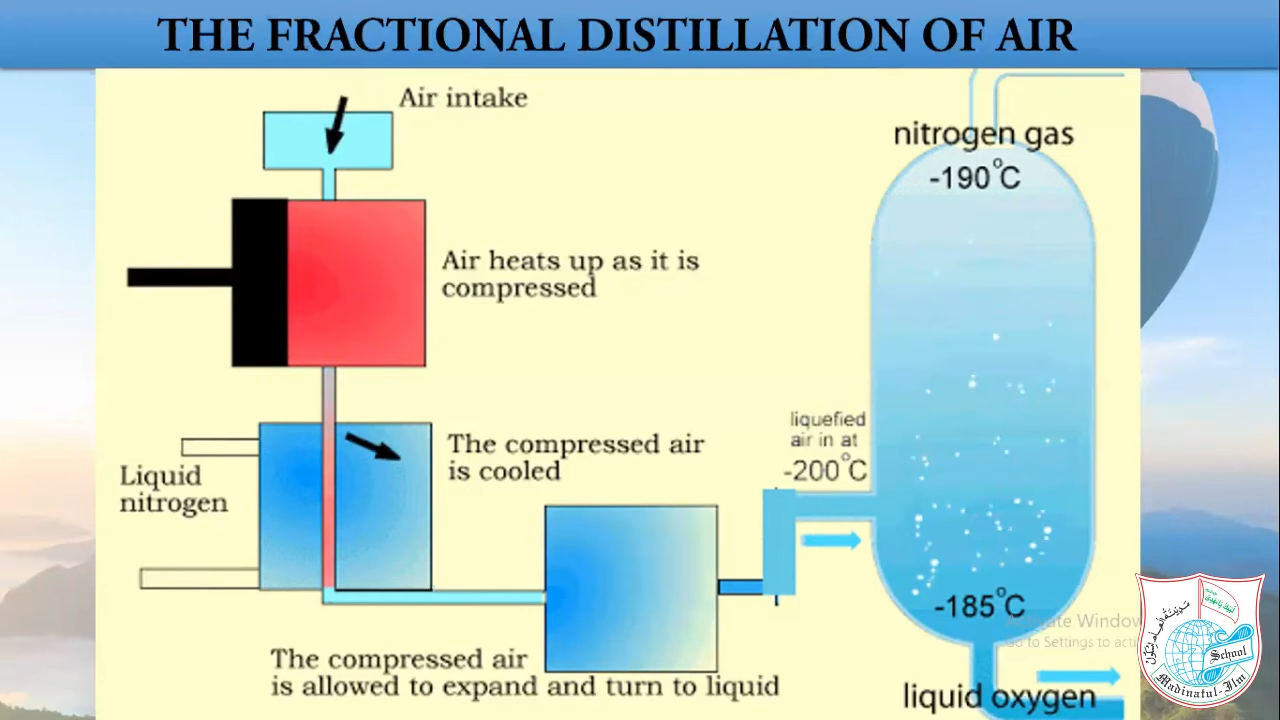 THE FRACTIONAL DISTILLATION OF AIR
Air intake
nitrogen gas
-190°C
Air heats up as it is
compressed
liquefied
air in at
-200°C
The compressed air
is cooled
Liquid
nitrogen
-185°C
The compressed air
is allowed to expand and turn to liquid
liquid oxygen
School
Madinatul-Ilm